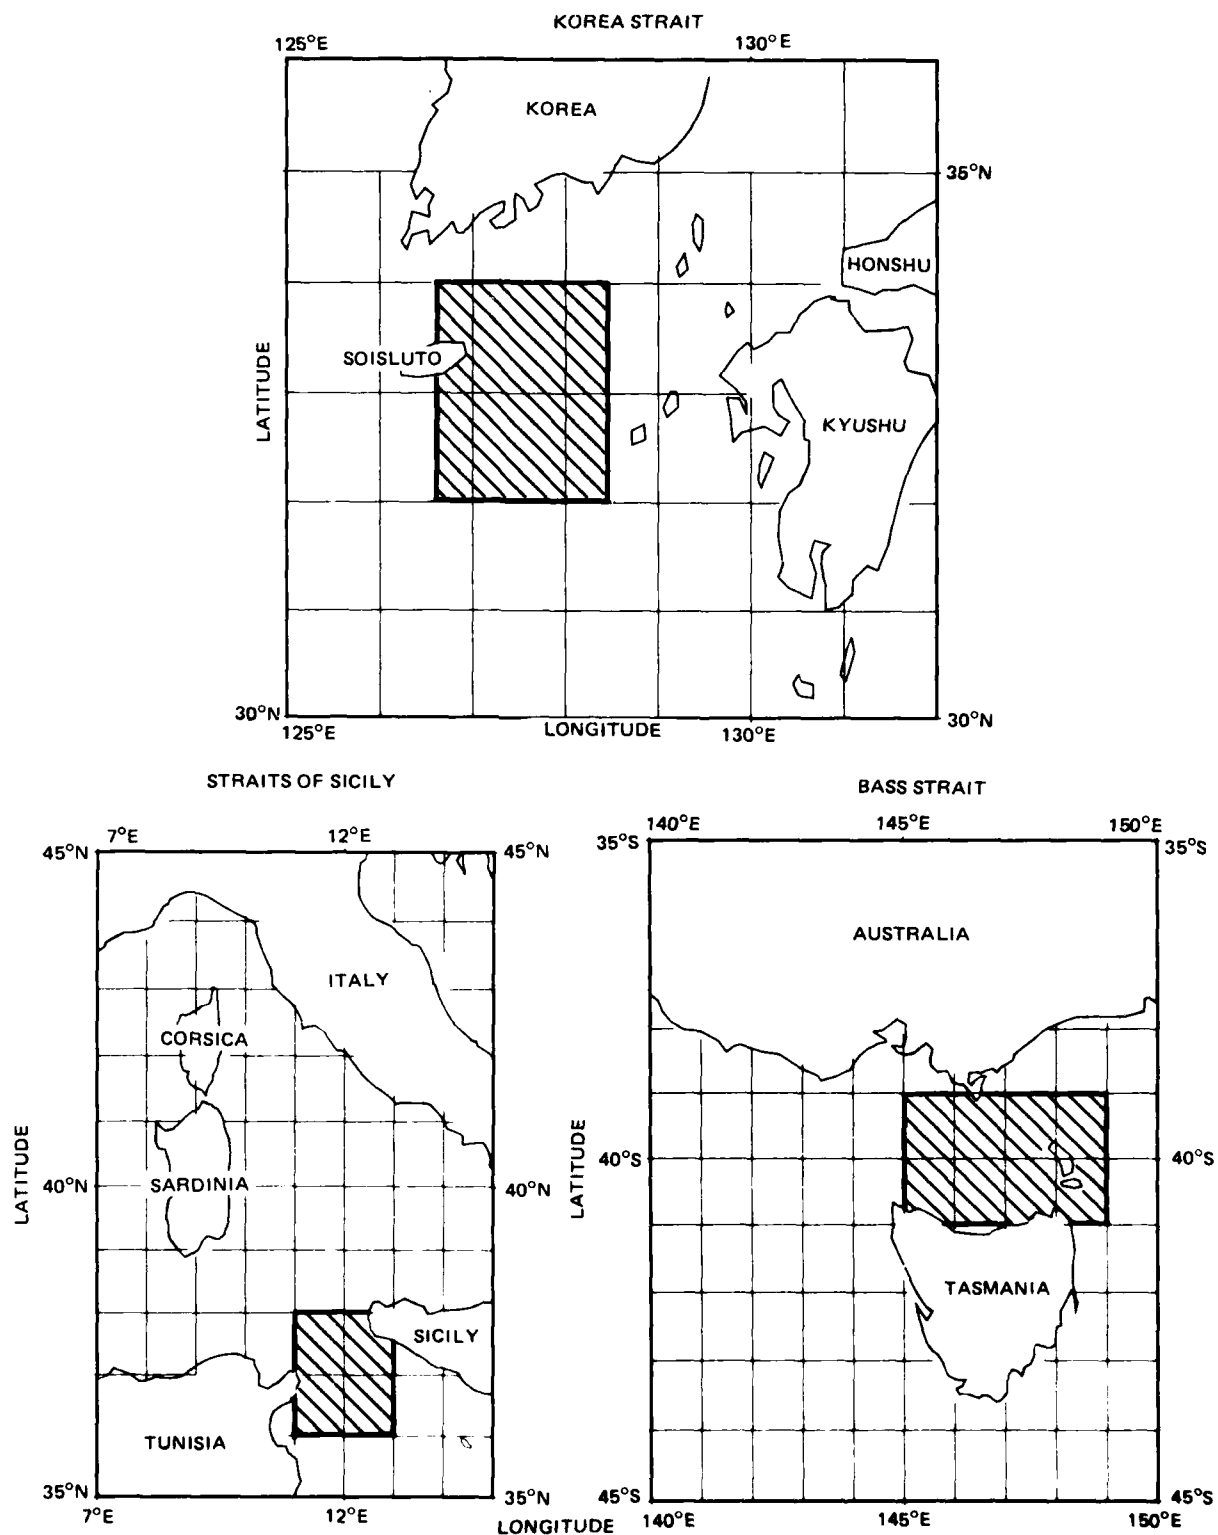 KOREA STRAIT
125°E 130°E
KOREA
35°N
HONSHU
SOISLUTO
LATITUDE
KYUSHU
30°N 30°N
125°E LONGITUDE 130°E
STRAITS OF SICILY
7°E 12°E
45°N 45°N
ITALY
CORSICA
LATITUDE
SARDINIA
40°N
SICILY
TUNISIA
35°N 35°N
7°E 12°E
LONGITUDE
BASS STRAIT
140°E 145°E 150°E
35°S 35°S
AUSTRALIA
LATITUDE
40°S 40°S
TASMANIA
45°S 45°S
140°E 145°E 150°E